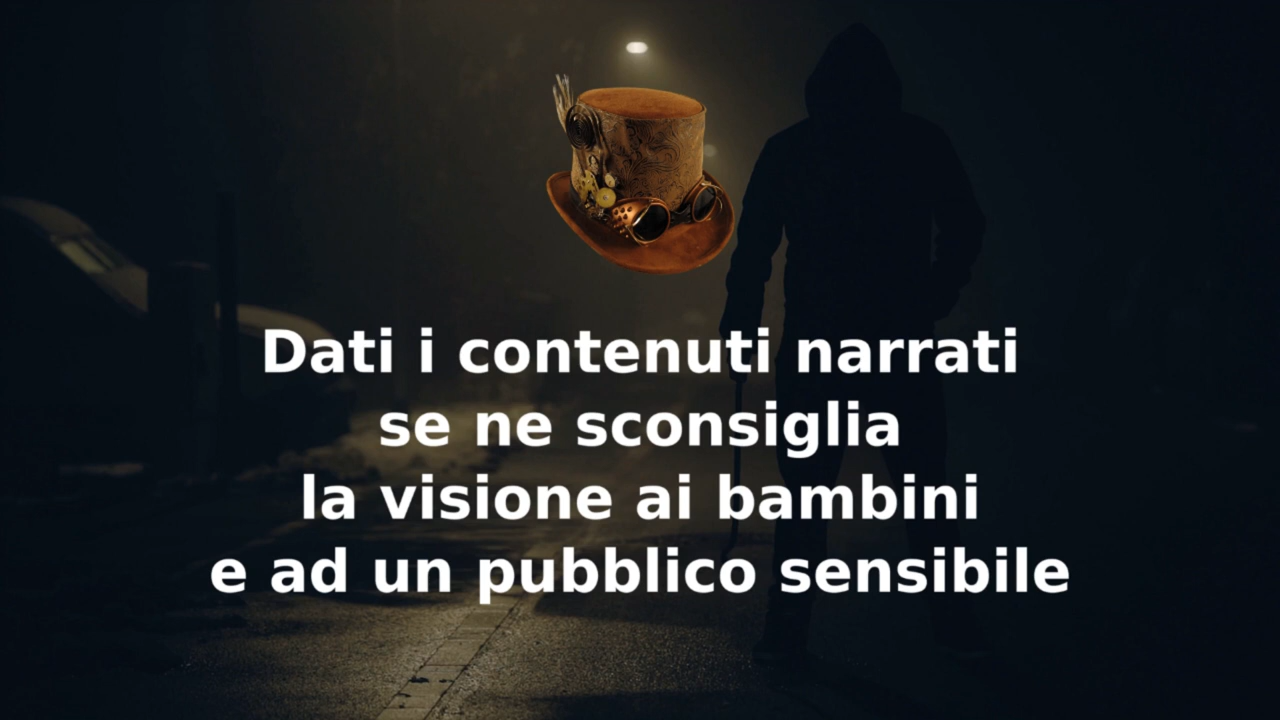 Dati i contenuti narrati
se ne sconsiglia
la visione ai bambini
e ad un pubblico sensibile